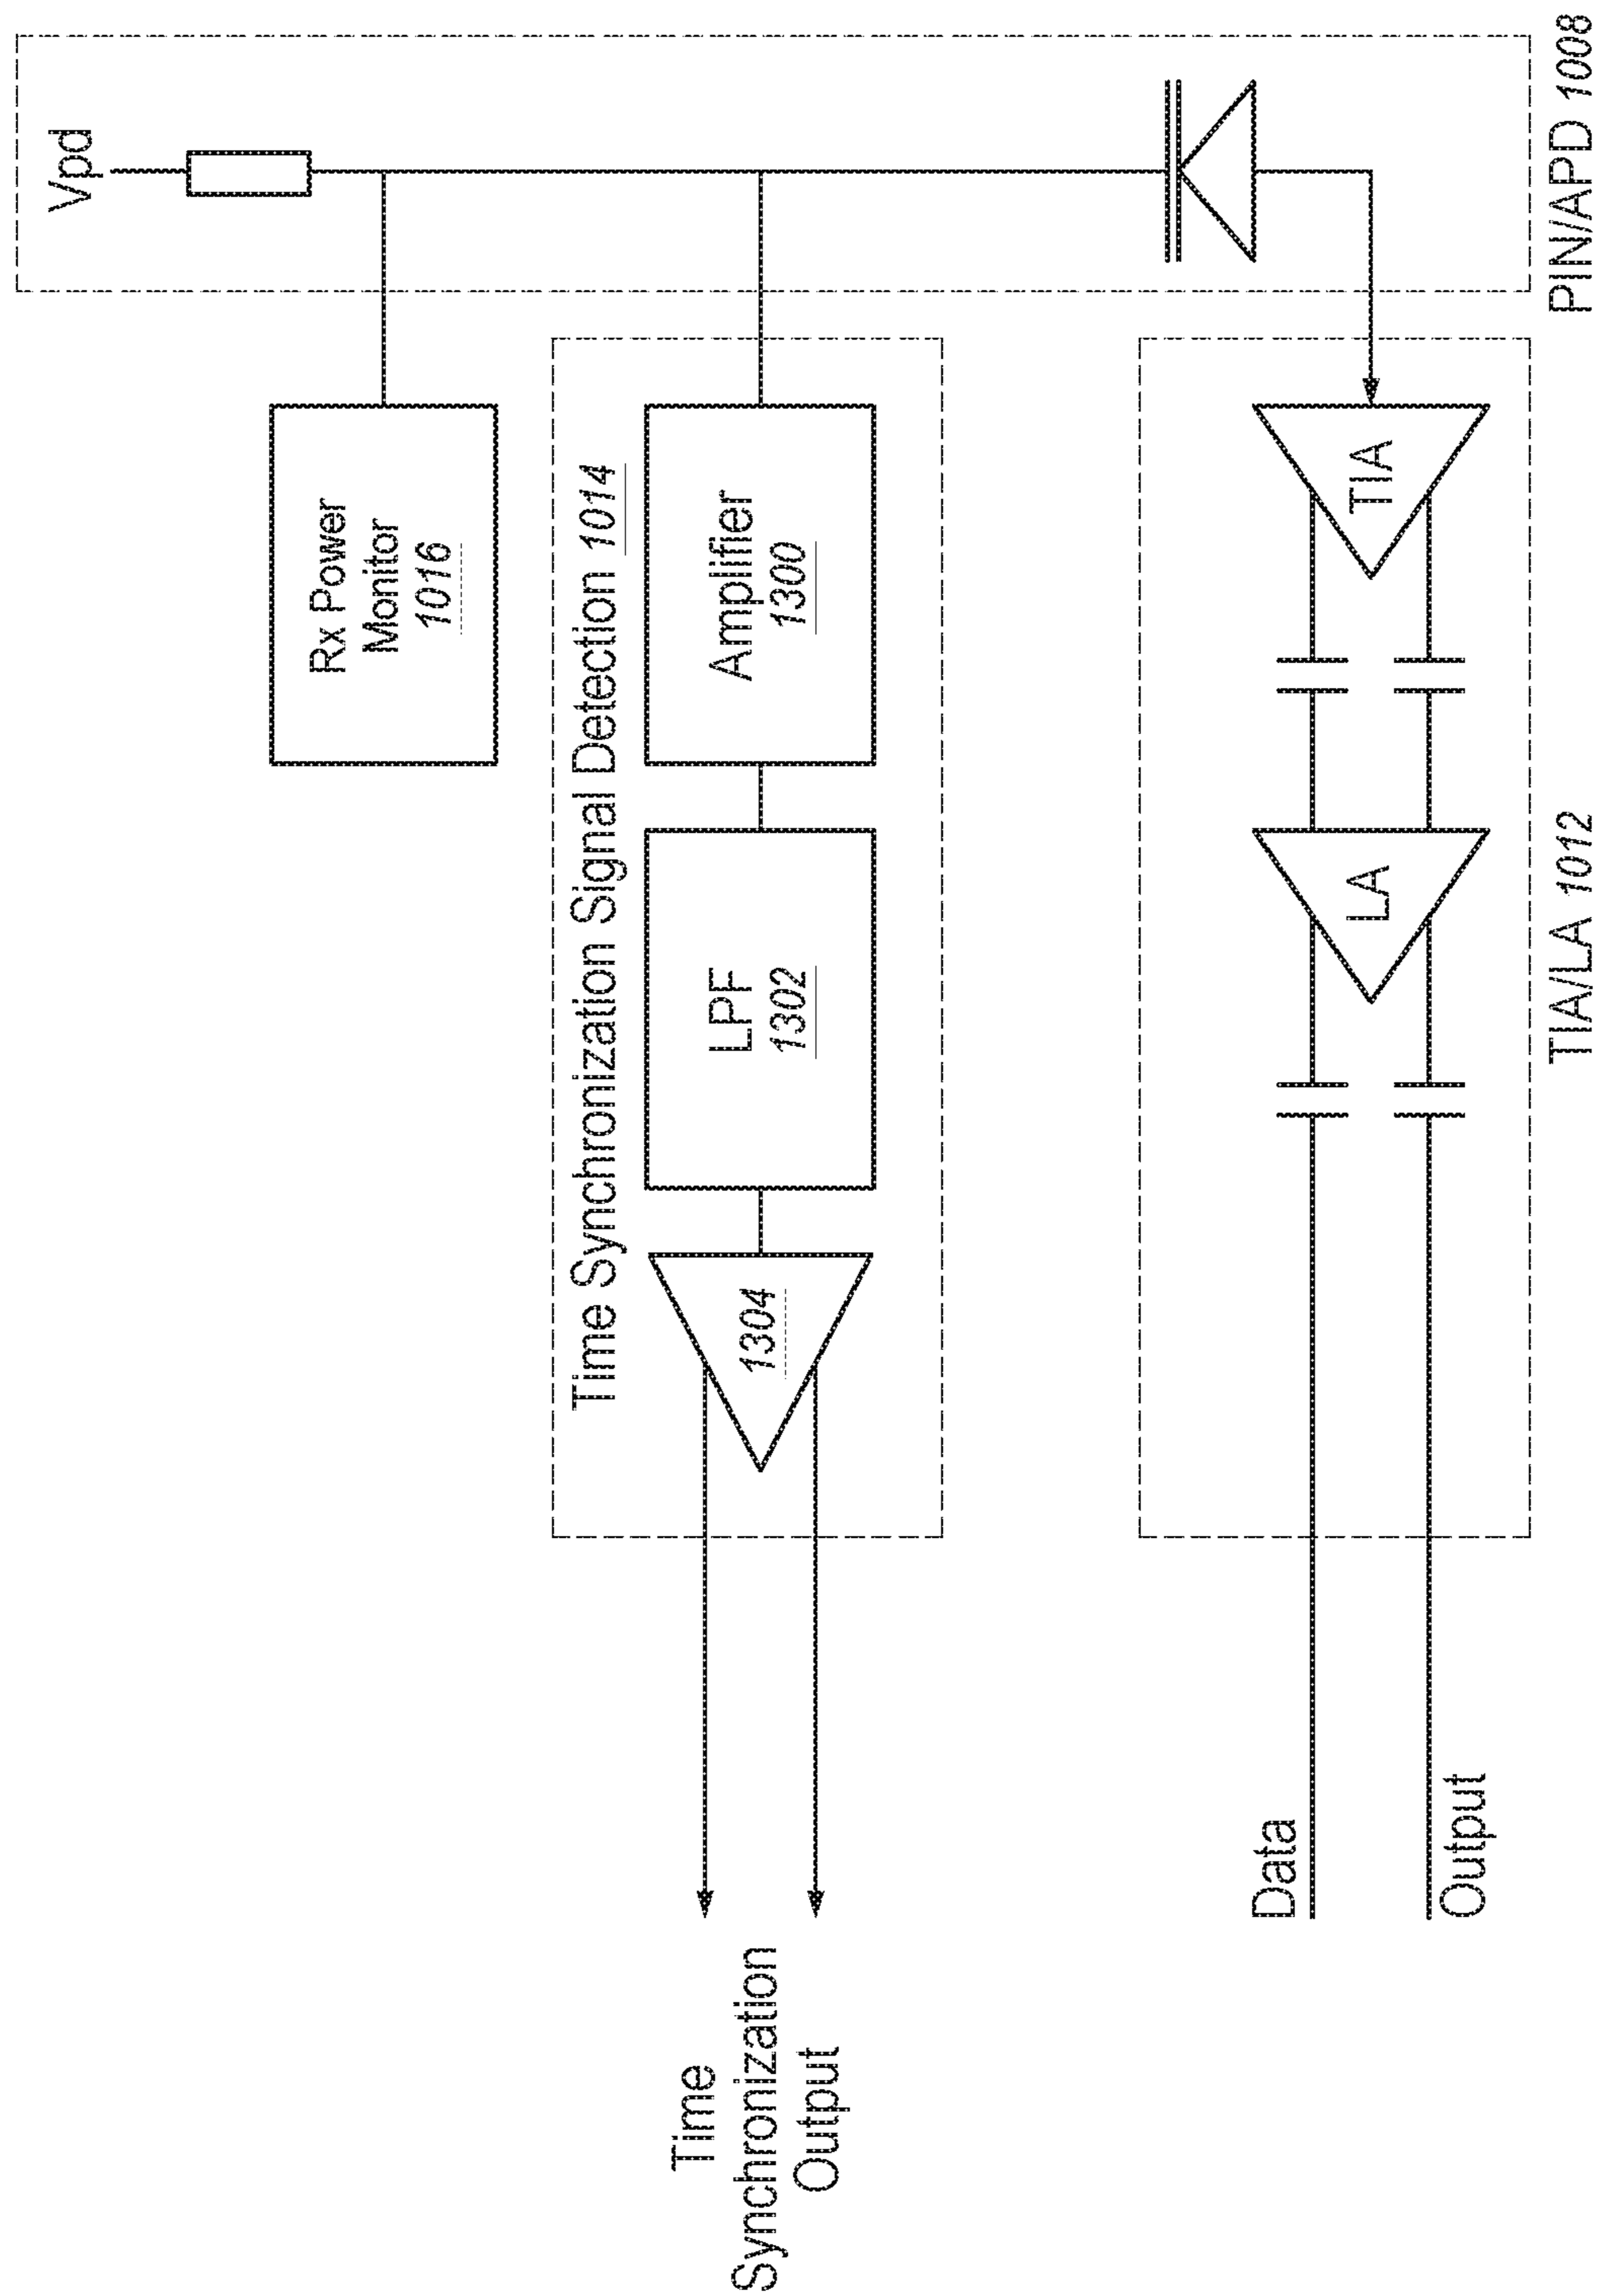 Vpd
Rx Power
Monitor
1016
Time Synchronization Signal Detection 1014
Amplifier
1300
LPF
1302
1304
Time
Synchronization
Output
TIA
LA
Data
Output
PIN/APD 1008
TIA/LA 1012